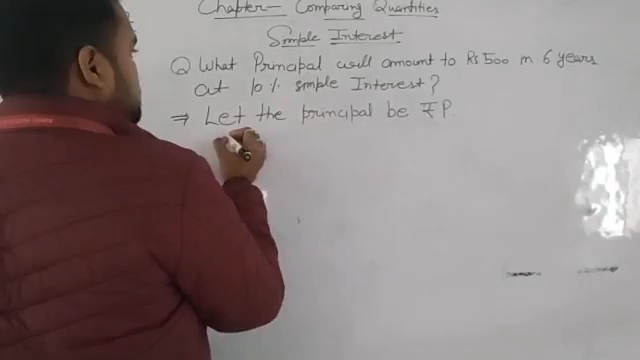 Chapter- Comparing Quantities
Simple Interest
Q What Principal will amount to Rs 500 in 6 years
at 10% simple Interest?
⇒ Let the principal be ₹P.